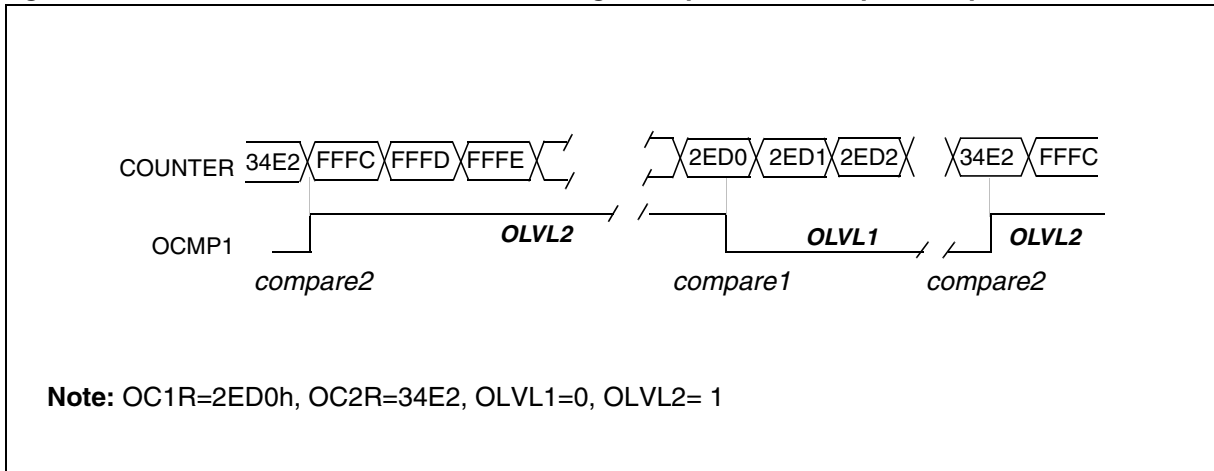 COUNTER 34E2 FFFC FFFD FFFE 2ED0 2ED1 2ED2 34E2 FFFC
OCMP1 OLVL2 OLVL1 OLVL2
compare2 compare1 compare2
Note: OC1R=2ED0h, OC2R=34E2, OLVL1=0, OLVL2= 1